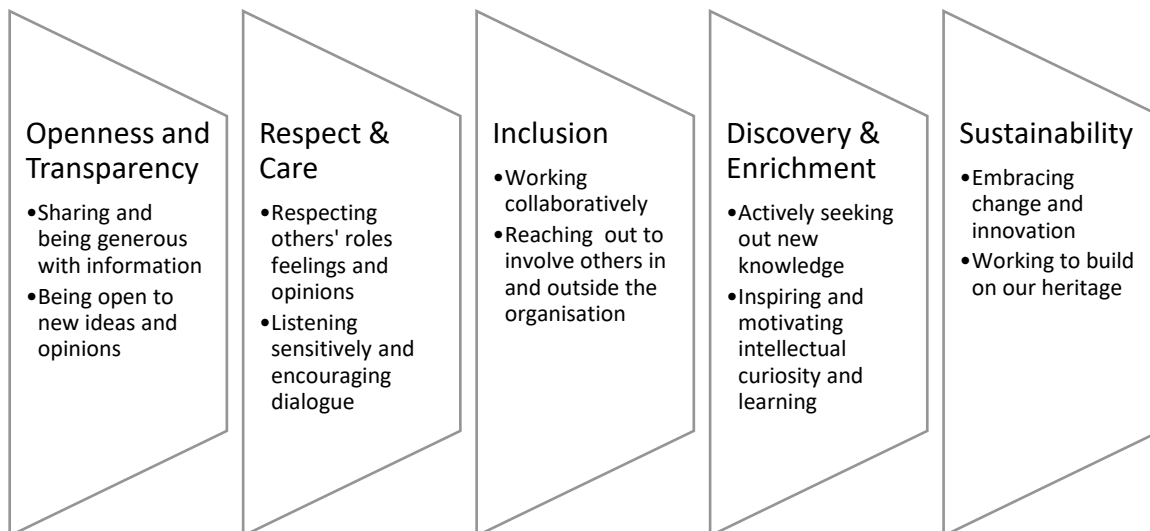 Openness and
Transparency
•Sharing and
being generous
with information
•Being open to
new ideas and
opinions
Respect &
Care
•Respecting
others' roles
feelings and
opinions
•Listening
sensitively and
encouraging
dialogue
Inclusion
•Working
collaboratively
•Reaching  out to
involve others in
and outside the
organisation
Discovery &
Enrichment
•Actively seeking
out new
knowledge
•Inspiring and
motivating
intellectual
curiosity and
learning
Sustainability
•Embracing
change and
innovation
•Working to build
on our heritage